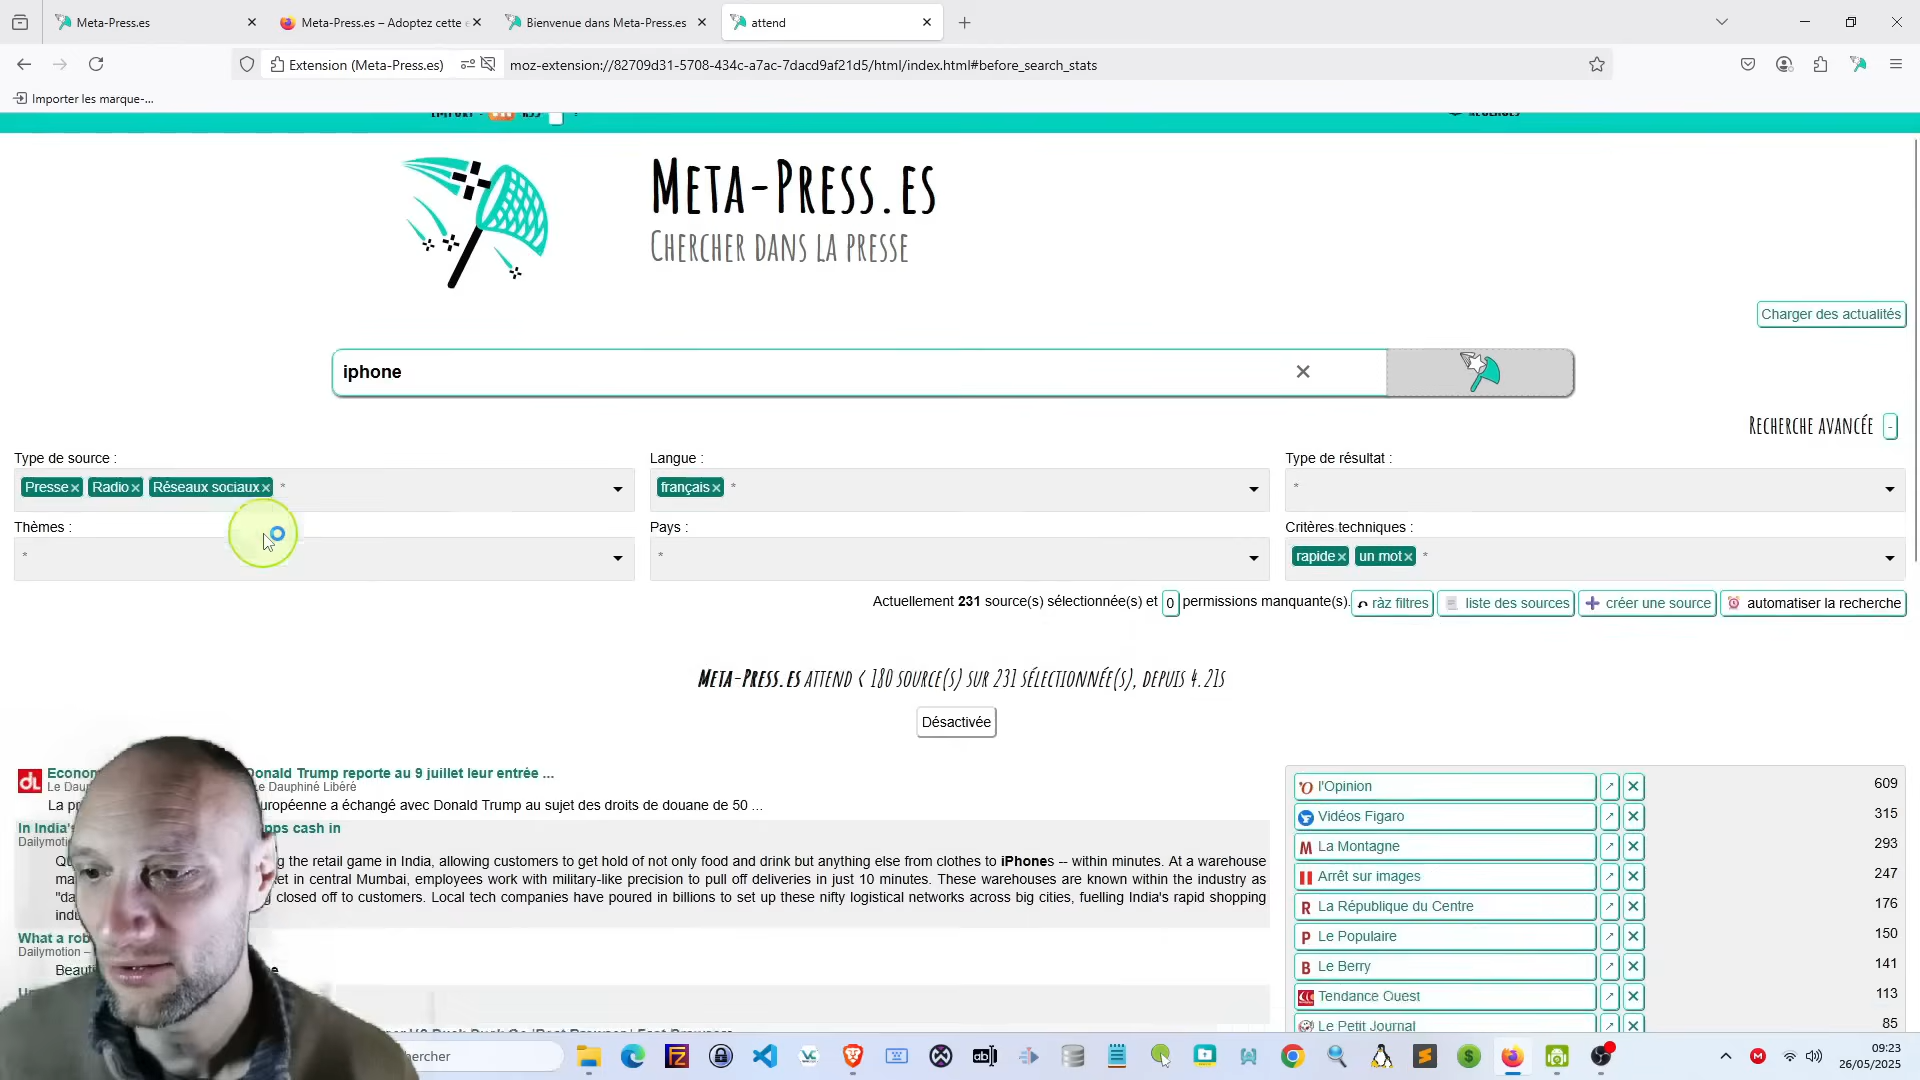 Meta-Press.es
Meta-Press.es – Adoptez cette e
Bienvenue dans Meta-Press.es
attend
Extension (Meta-Press.es)
moz-extension://82709d31-5708-434c-a7ac-7dacd9af21d5/html/index.html#before_search_stats
Importer les marque-...
Meta-Press.es
Chercher dans la presse
Charger des actualités
iphone
Recherche avancée -
Type de source :
Langue :
Type de résultat :
Presse× Radio× Réseaux sociaux× *
français× *
*
Thèmes :
Pays :
Critères techniques :
*
*
rapide× un mot× *
Actuellement 231 source(s) sélectionnée(s) et 0 permissions manquante(s). ràz filtres liste des sources créer une source automatiser la recherche
Meta-Press.es attend < 180 source(s) sur 231 sélectionnée(s), depuis 4.21s
Désactivée
Donald Trump reporte au 9 juillet leur entrée ...
Le Dauphiné Libéré
La européenne a échangé avec Donald Trump au sujet des droits de douane de 50 ...
In India's apps cash in
Dailymotion
the retail game in India, allowing customers to get hold of not only food and drink but anything else from clothes to iPhones -- within minutes. At a warehouse
in central Mumbai, employees work with military-like precision to pull off deliveries in just 10 minutes. These warehouses are known within the industry as
closed off to customers. Local tech companies have poured in billions to set up these nifty logistical networks across big cities, fuelling India's rapid shopping
What a
Dailymotion –
l'Opinion 609
Vidéos Figaro 315
La Montagne 293
Arrêt sur images 247
La République du Centre 176
Le Populaire 150
Le Berry 141
Tendance Ouest 113
Le Petit Journal 85
09:23
26/05/2025